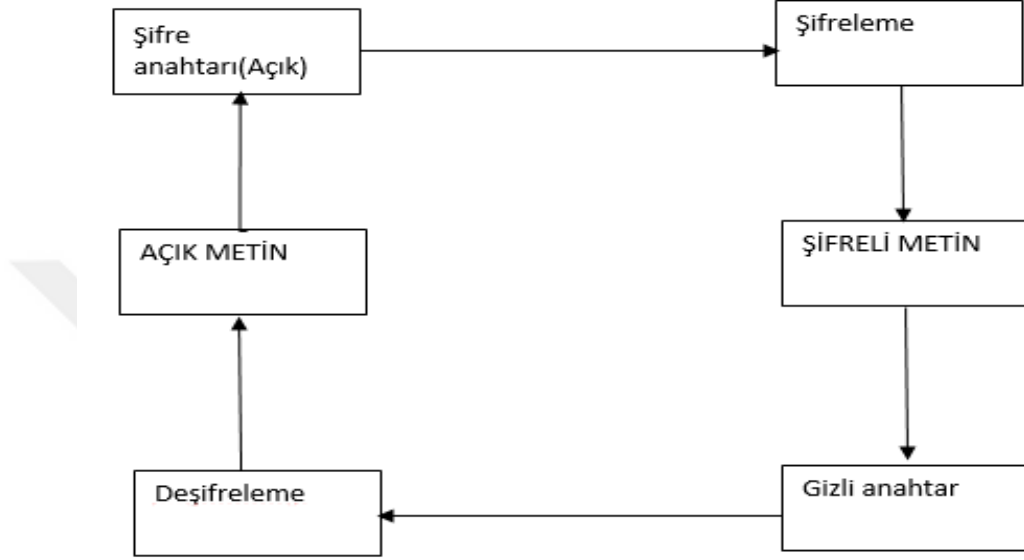 Şifre
anahtarı(Açık)
Şifreleme
AÇIK METİN
ŞİFRELİ METİN
Deşifreleme
Gizli anahtar